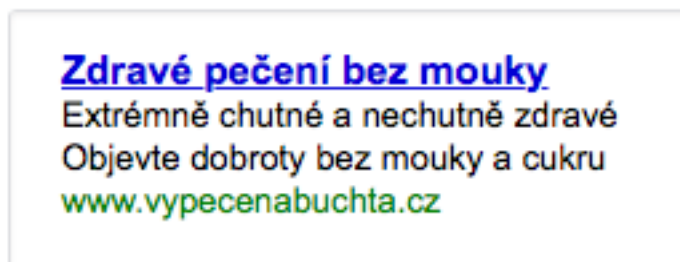 Zdravé pečení bez mouky
Extrémně chutné a nechutně zdravé
Objevte dobroty bez mouky a cukru
www.vypecenabuchta.cz